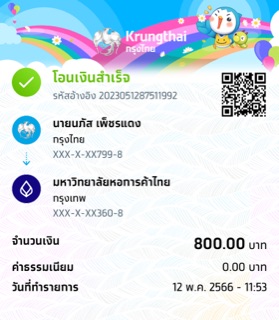 Krungthai
กรุงไทย
โอนเงินสำเร็จ
รหัสอ้างอิง 2023051287511992
นายนภัส เพ็ชรแดง
กรุงไทย
XXX-X-XX799-8
มหาวิทยาลัยหอการค้าไทย
กรุงเทพ
XXX-X-XX360-8
จำนวนเงิน 800.00 บาท
ค่าธรรมเนียม 0.00 บาท
วันที่ทำรายการ 12 พ.ค. 2566 - 11:53